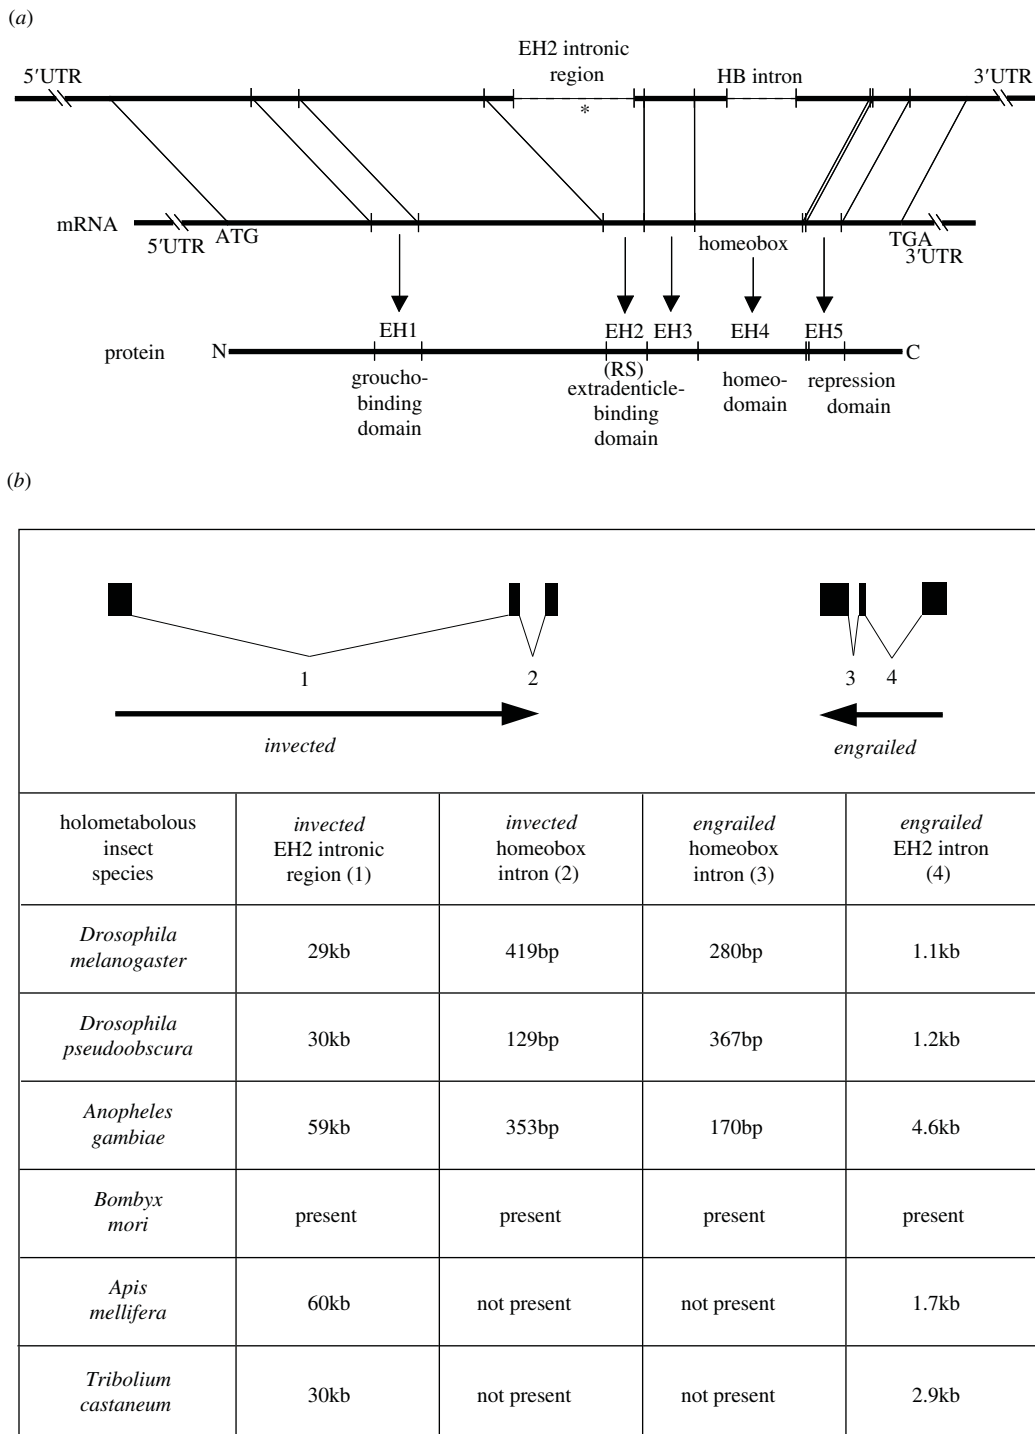 (a)
EH2 intronic
region
5′UTR
HB intron
3′UTR
*
mRNA
5′UTR
ATG
homeobox
TGA
3′UTR
EH1
EH2
EH3
EH4
EH5
protein
N
C
(RS)
groucho-
binding
domain
extradenticle-
binding
domain
homeo-
domain
repression
domain
(b)
1
2
3
4
invected
engrailed
holometabolous
insect
species
invected
EH2 intronic
region (1)
invected
homeobox
intron (2)
engrailed
homeobox
intron (3)
engrailed
EH2 intron
(4)
Drosophila
melanogaster
29kb
419bp
280bp
1.1kb
Drosophila
pseudoobscura
30kb
129bp
367bp
1.2kb
Anopheles
gambiae
59kb
353bp
170bp
4.6kb
Bombyx
mori
present
present
present
present
Apis
mellifera
60kb
not present
not present
1.7kb
Tribolium
castaneum
30kb
not present
not present
2.9kb